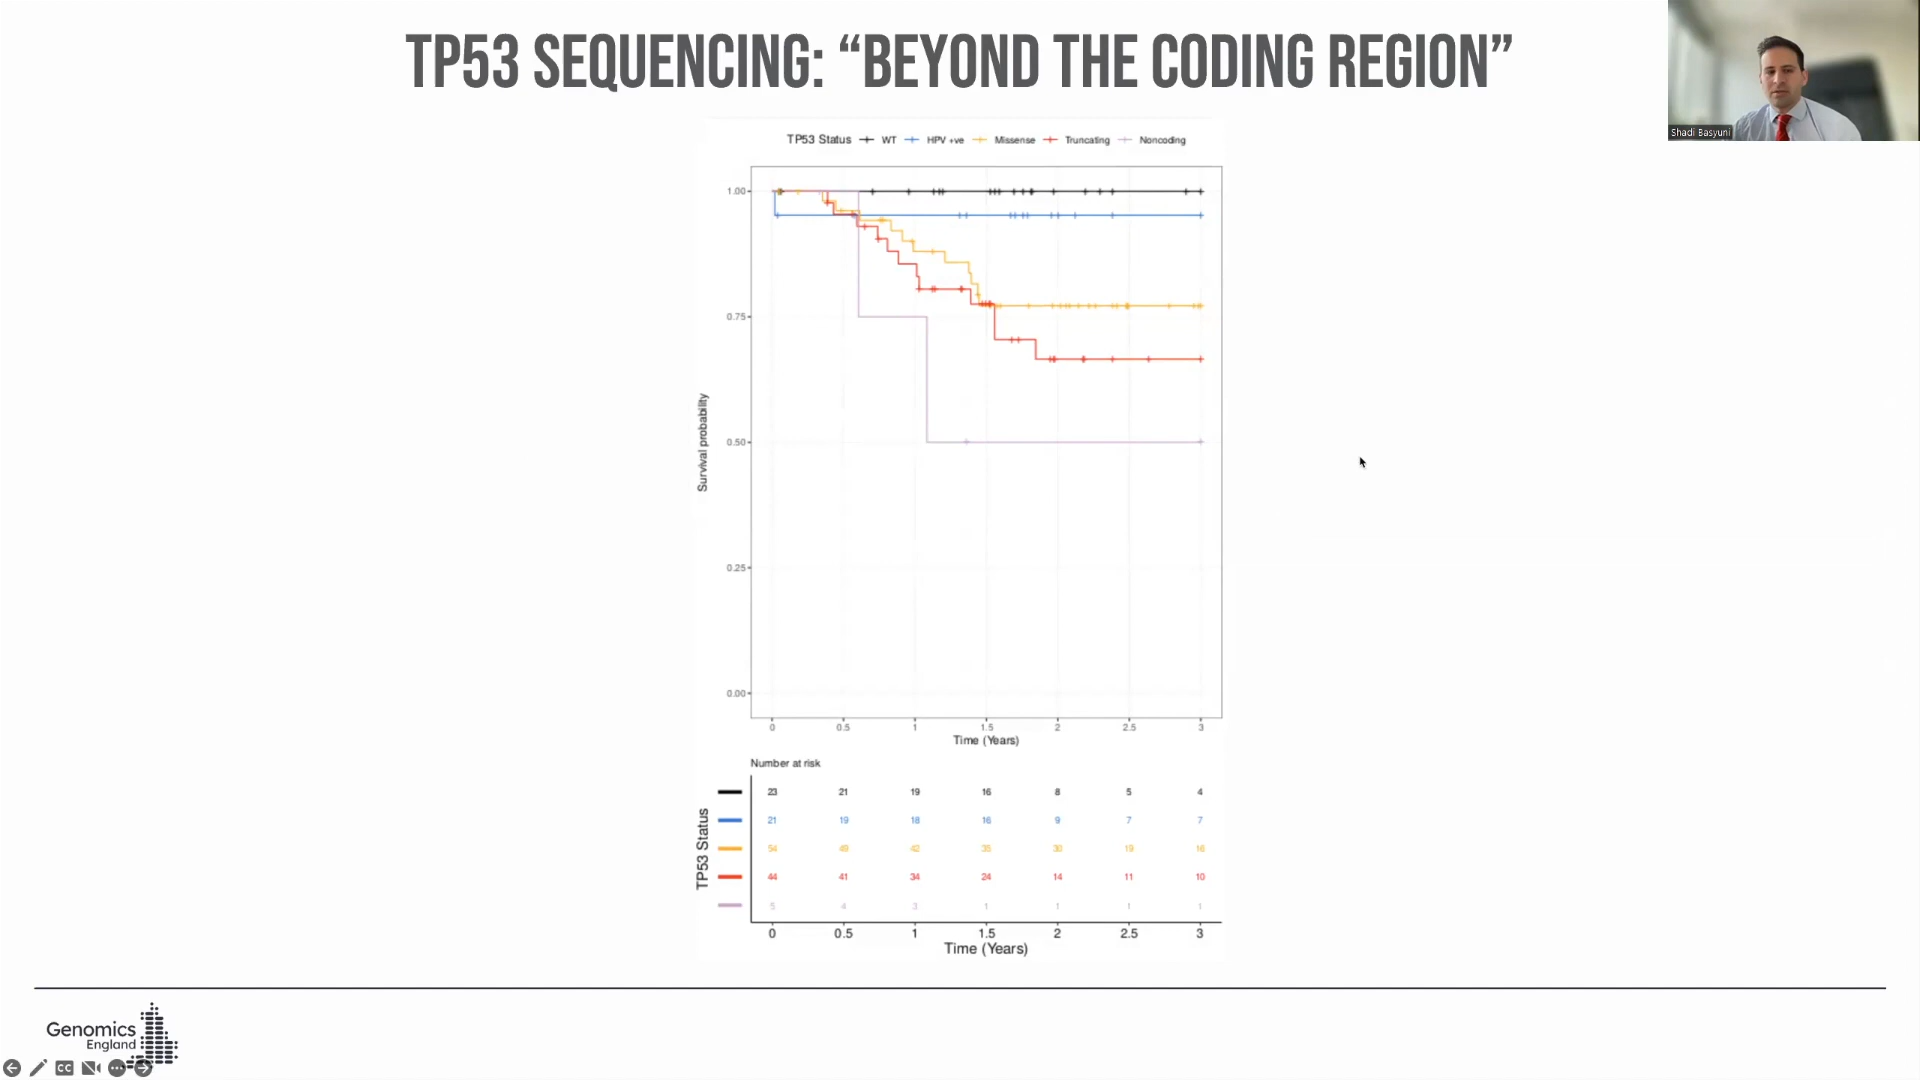 TP53 SEQUENCING: “BEYOND THE CODING REGION”
Shadi Basyuni
TP53 Status WT HPV +ve Missense Truncating Noncoding
1.00
0.75
0.50
0.25
0.00
Survival probability
0 0.5 1 1.5 2 2.5 3
Time (Years)
Number at risk
TP53 Status
23 21 19 16 8 5 4
21 19 18 16 9 7 7
54 49 42 35 30 19 16
44 41 34 24 14 11 10
5 4 3 1 1 1 1
0 0.5 1 1.5 2 2.5 3
Time (Years)
Genomics
England
CC